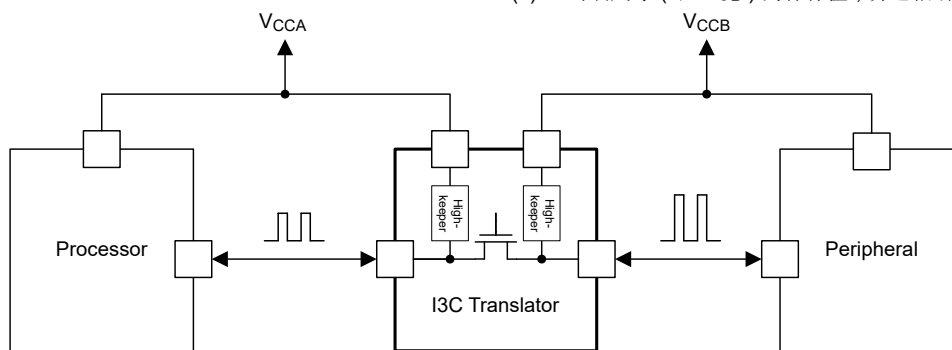 VCCA
VCCB
High-
keeper
High-
keeper
Processor
I3C Translator
Peripheral